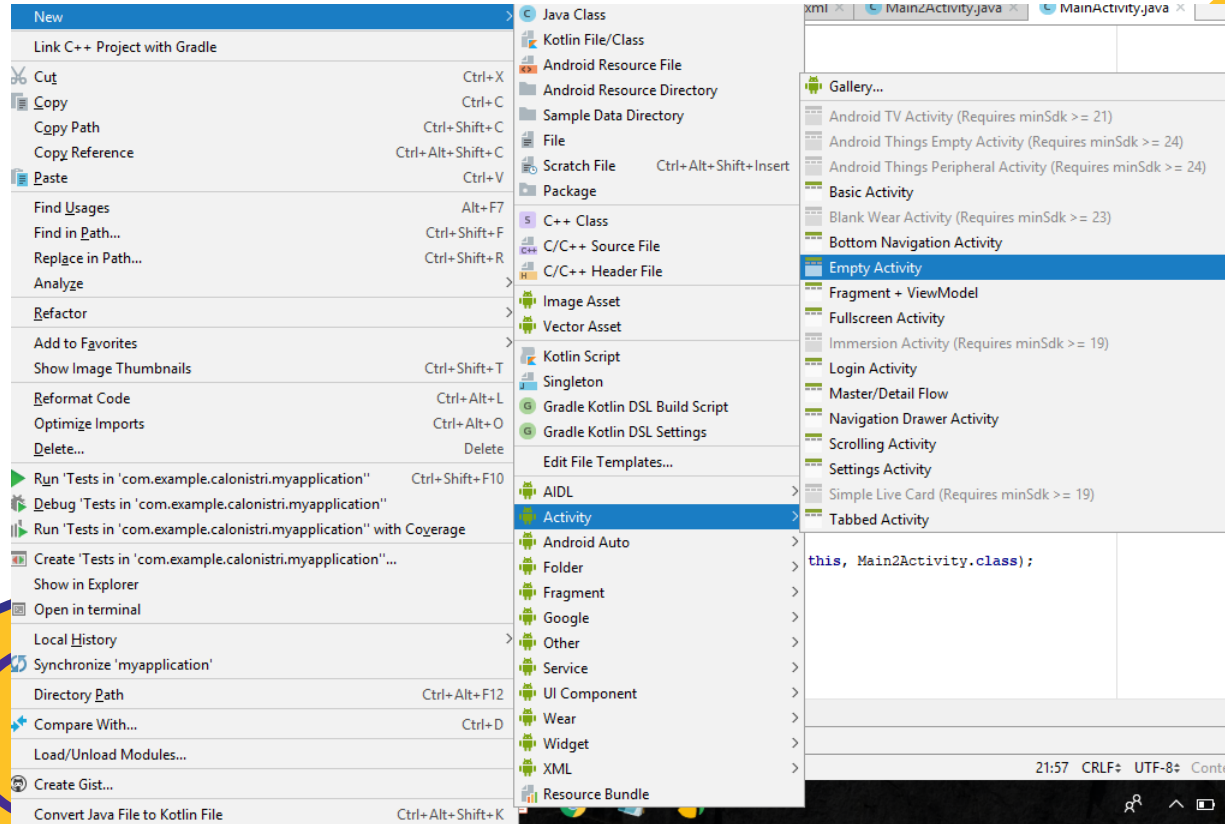 New
Link C++ Project with Gradle
Cut Ctrl+X
Copy Ctrl+C
Copy Path Ctrl+Shift+C
Copy Reference Ctrl+Alt+Shift+C
Paste Ctrl+V
Find Usages Alt+F7
Find in Path... Ctrl+Shift+F
Replace in Path... Ctrl+Shift+R
Analyze
Refactor
Add to Favorites
Show Image Thumbnails Ctrl+Shift+T
Reformat Code Ctrl+Alt+L
Optimize Imports Ctrl+Alt+O
Delete... Delete
Run 'Tests in 'com.example.calonistri.myapplication'' Ctrl+Shift+F10
Debug 'Tests in 'com.example.calonistri.myapplication''
Run 'Tests in 'com.example.calonistri.myapplication'' with Coverage
Create 'Tests in 'com.example.calonistri.myapplication''...
Show in Explorer
Open in terminal
Local History
Synchronize 'myapplication'
Directory Path Ctrl+Alt+F12
Compare With... Ctrl+D
Load/Unload Modules...
Create Gist...
Convert Java File to Kotlin File Ctrl+Alt+Shift+K
Java Class
Kotlin File/Class
Android Resource File
Android Resource Directory
Sample Data Directory
File
Scratch File Ctrl+Alt+Shift+Insert
Package
C++ Class
C/C++ Source File
C/C++ Header File
Image Asset
Vector Asset
Kotlin Script
Singleton
Gradle Kotlin DSL Build Script
Gradle Kotlin DSL Settings
Edit File Templates...
AIDL
Activity
Android Auto
Folder
Fragment
Google
Other
Service
UI Component
Wear
Widget
XML
Resource Bundle
xml Main2Activity.java MainActivity.java
Gallery...
Android TV Activity (Requires minSdk >= 21)
Android Things Empty Activity (Requires minSdk >= 24)
Android Things Peripheral Activity (Requires minSdk >= 24)
Basic Activity
Blank Wear Activity (Requires minSdk >= 23)
Bottom Navigation Activity
Empty Activity
Fragment + ViewModel
Fullscreen Activity
Immersion Activity (Requires minSdk >= 19)
Login Activity
Master/Detail Flow
Navigation Drawer Activity
Scrolling Activity
Settings Activity
Simple Live Card (Requires minSdk >= 19)
Tabbed Activity
this, Main2Activity.class);
21:57 CRLF UTF-8 Conte